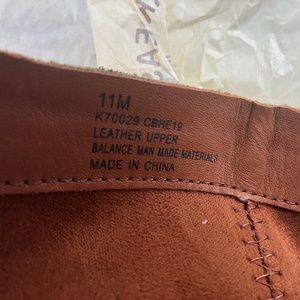 11M
K70029 CBHE19
LEATHER UPPER
BALANCE MAN MADE MATERIALS
MADE IN CHINA